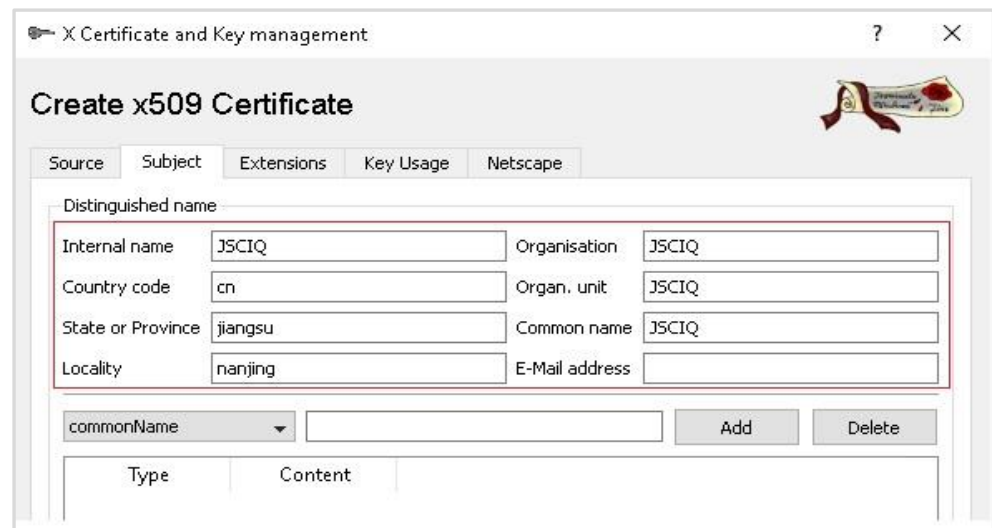 X Certificate and Key management ?
Create x509 Certificate
Source Subject Extensions Key Usage Netscape
Distinguished name
Internal name JSCIQ Organisation JSCIQ
Country code cn Organ. unit JSCIQ
State or Province jiangsu Common name JSCIQ
Locality nanjing E-Mail address
commonName Add Delete
Type Content